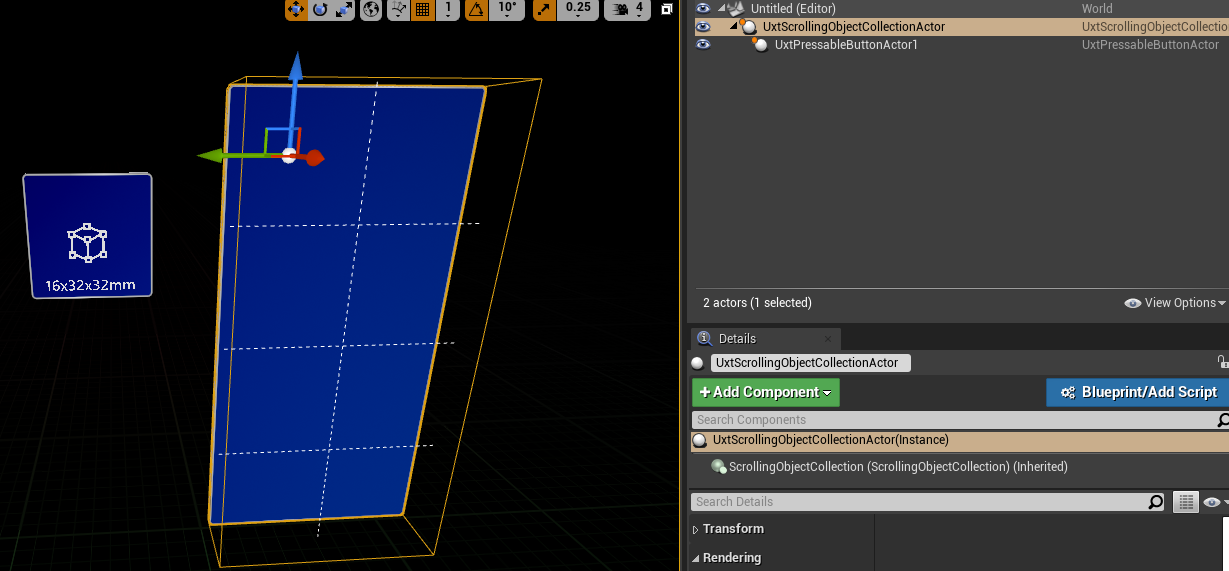 1
10°
0.25
4
Untitled (Editor)
World
UxtScrollingObjectCollectionActor
UxtScrollingObjectCollectio
UxtPressableButtonActor1
UxtPressableButtonActor
16x32x32mm
2 actors (1 selected)
View Options
Details
UxtScrollingObjectCollectionActor
+Add Component
Blueprint/Add Script
Search Components
UxtScrollingObjectCollectionActor(Instance)
ScrollingObjectCollection (ScrollingObjectCollection) (Inherited)
Search Details
Transform
Rendering